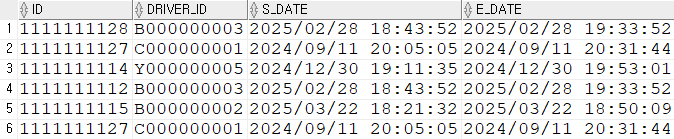 ID DRIVER_ID S_DATE E_DATE
1 1111111128 B000000003 2025/02/28 18:43:52 2025/02/28 19:33:52
2 1111111127 C000000001 2024/09/11 20:05:05 2024/09/11 20:31:44
3 1111111114 Y000000005 2024/12/30 19:11:35 2024/12/30 19:53:01
4 1111111112 B000000003 2025/02/28 18:43:52 2025/02/28 19:33:52
5 1111111115 B000000002 2025/03/22 18:21:32 2025/03/22 18:50:09
6 1111111127 C000000001 2024/09/11 20:05:05 2024/09/11 20:31:44